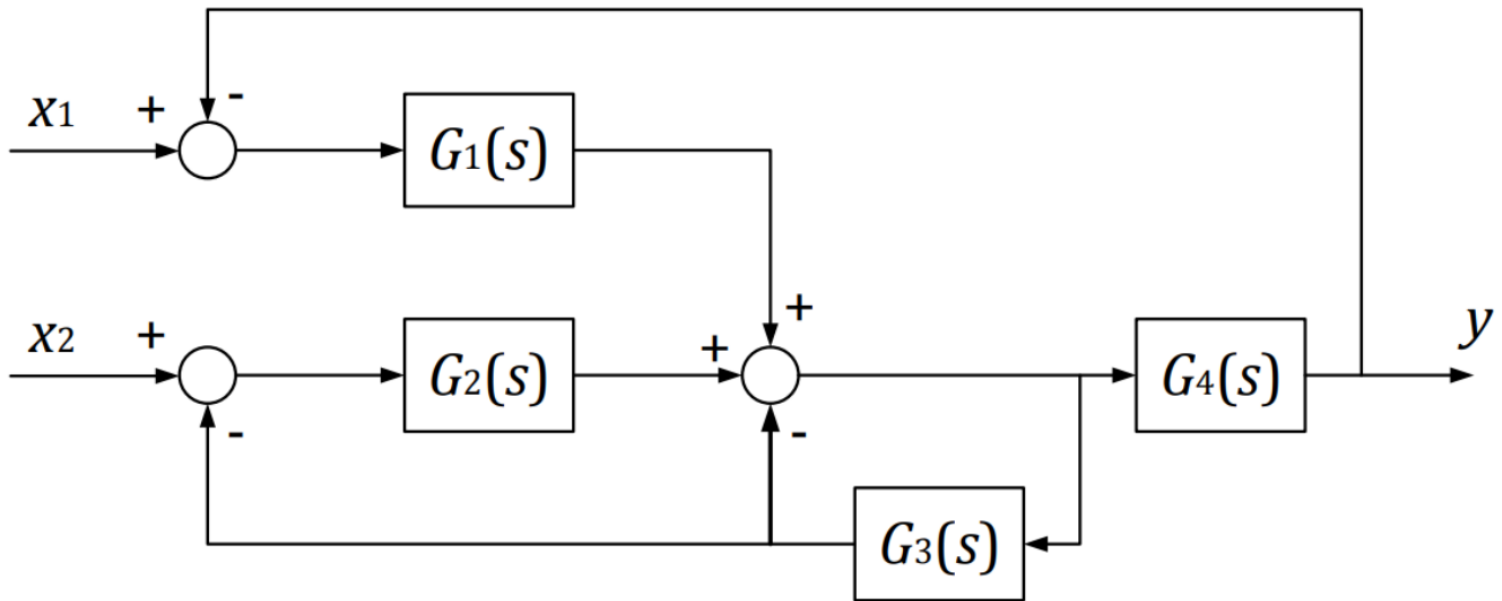 -
x1 +
G1(s)
+
x2 +
G2(s)
+
G4(s)
y
-
-
G3(s)